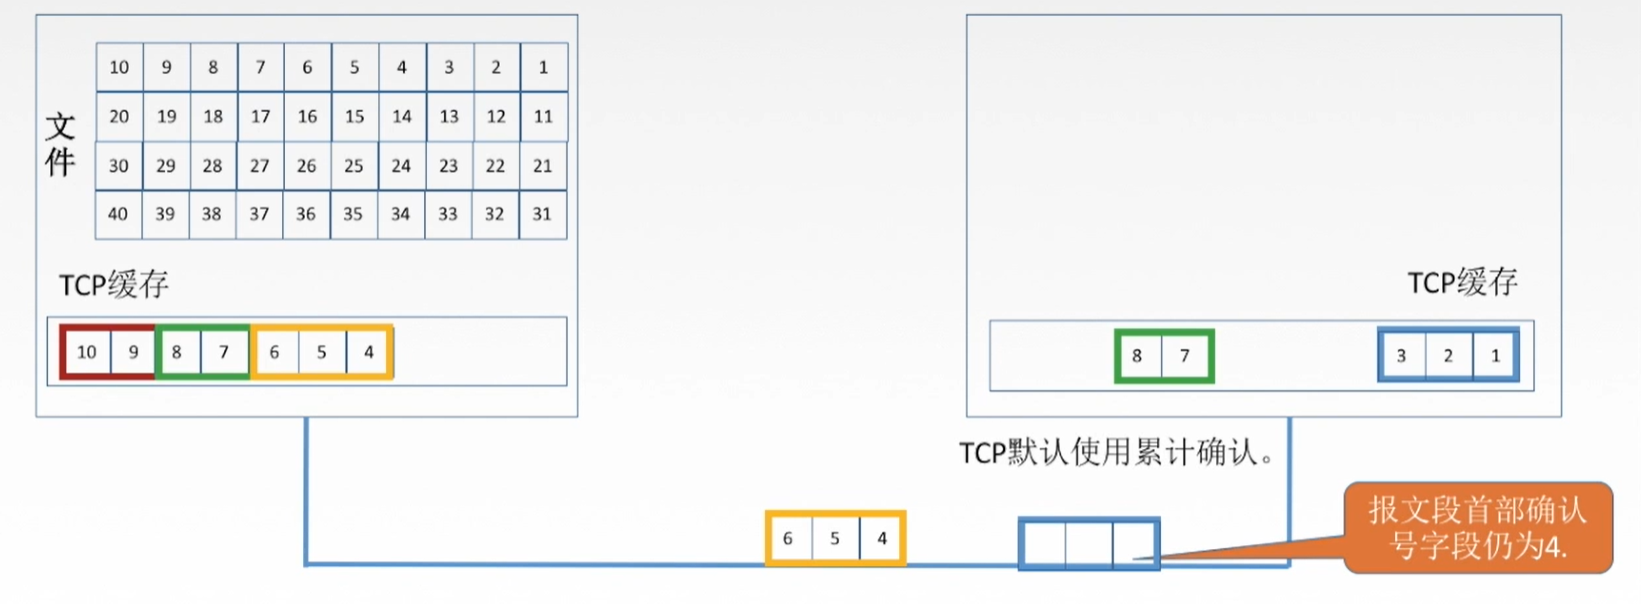 文件
10 9 8 7 6 5 4 3 2 1
20 19 18 17 16 15 14 13 12 11
30 29 28 27 26 25 24 23 22 21
40 39 38 37 36 35 34 33 32 31
TCP缓存
10 9 8 7 6 5 4
TCP缓存
8 7 3 2 1
TCP默认使用累计确认。
6 5 4
报文段首部确认
号字段仍为4.